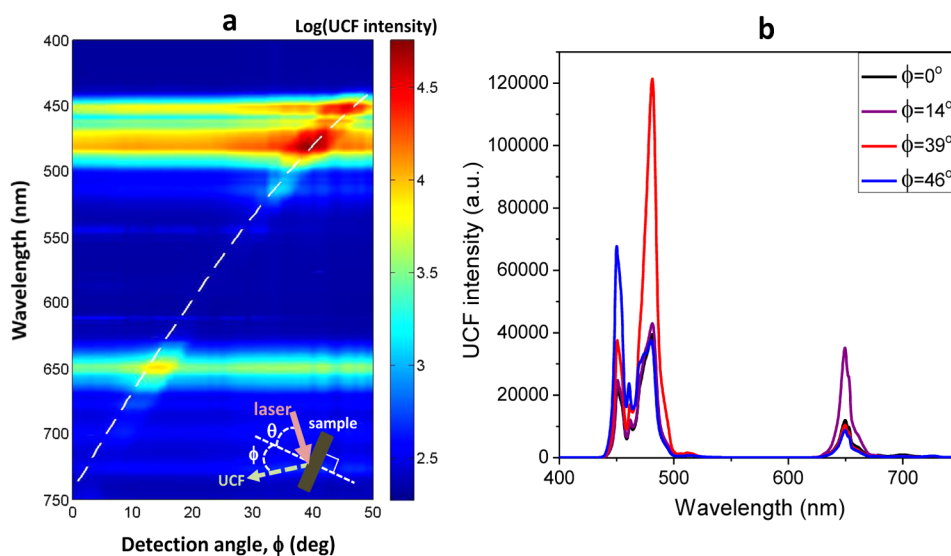 a
Log(UCF intensity)
400
450
500
550
600
650
700
750
Wavelength (nm)
0
10
20
30
40
50
Detection angle, ϕ (deg)
4.5
4
3.5
3
2.5
laser
sample
θ
ϕ
UCF
b
120000
100000
80000
60000
40000
20000
0
UCF intensity (a.u.)
400
500
600
700
Wavelength (nm)
ϕ=0°
ϕ=14°
ϕ=39°
ϕ=46°